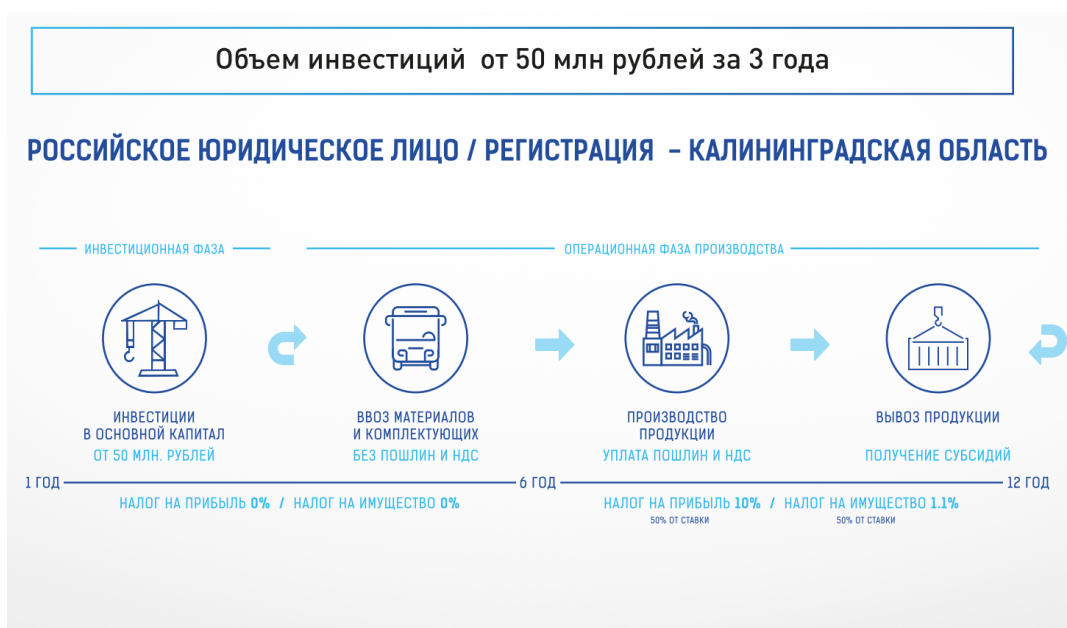 Объем инвестиций от 50 млн рублей за 3 года
РОССИЙСКОЕ ЮРИДИЧЕСКОЕ ЛИЦО / РЕГИСТРАЦИЯ – КАЛИНИНГРАДСКАЯ ОБЛАСТЬ
ИНВЕСТИЦИОННАЯ ФАЗА
ОПЕРАЦИОННАЯ ФАЗА ПРОИЗВОДСТВА
ИНВЕСТИЦИИ
В ОСНОВНОЙ КАПИТАЛ
ОТ 50 МЛН. РУБЛЕЙ
ВВОЗ МАТЕРИАЛОВ
И КОМПЛЕКТУЮЩИХ
БЕЗ ПОШЛИН И НДС
ПРОИЗВОДСТВО
ПРОДУКЦИИ
УПЛАТА ПОШЛИН И НДС
ВЫВОЗ ПРОДУКЦИИ
ПОЛУЧЕНИЕ СУБСИДИЙ
1 ГОД
6 ГОД
12 ГОД
НАЛОГ НА ПРИБЫЛЬ 0% / НАЛОГ НА ИМУЩЕСТВО 0%
НАЛОГ НА ПРИБЫЛЬ 10% / НАЛОГ НА ИМУЩЕСТВО 1.1%
50% ОТ СТАВКИ
50% ОТ СТАВКИ